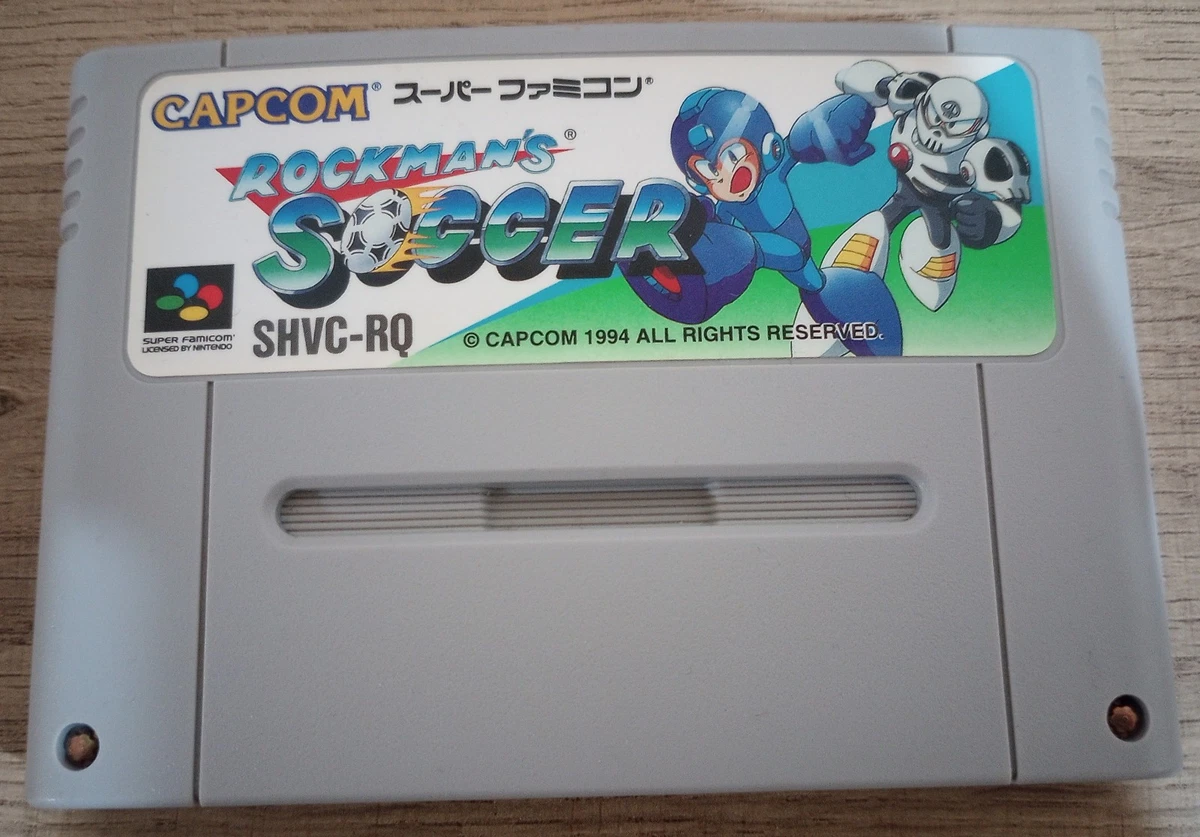 CAPCOM® スーパーファミコン®
ROCKMAN'S®
SOCCER
SUPER FAMICOM™
LICENSED BY NINTENDO
SHVC-RQ
© CAPCOM 1994 ALL RIGHTS RESERVED.